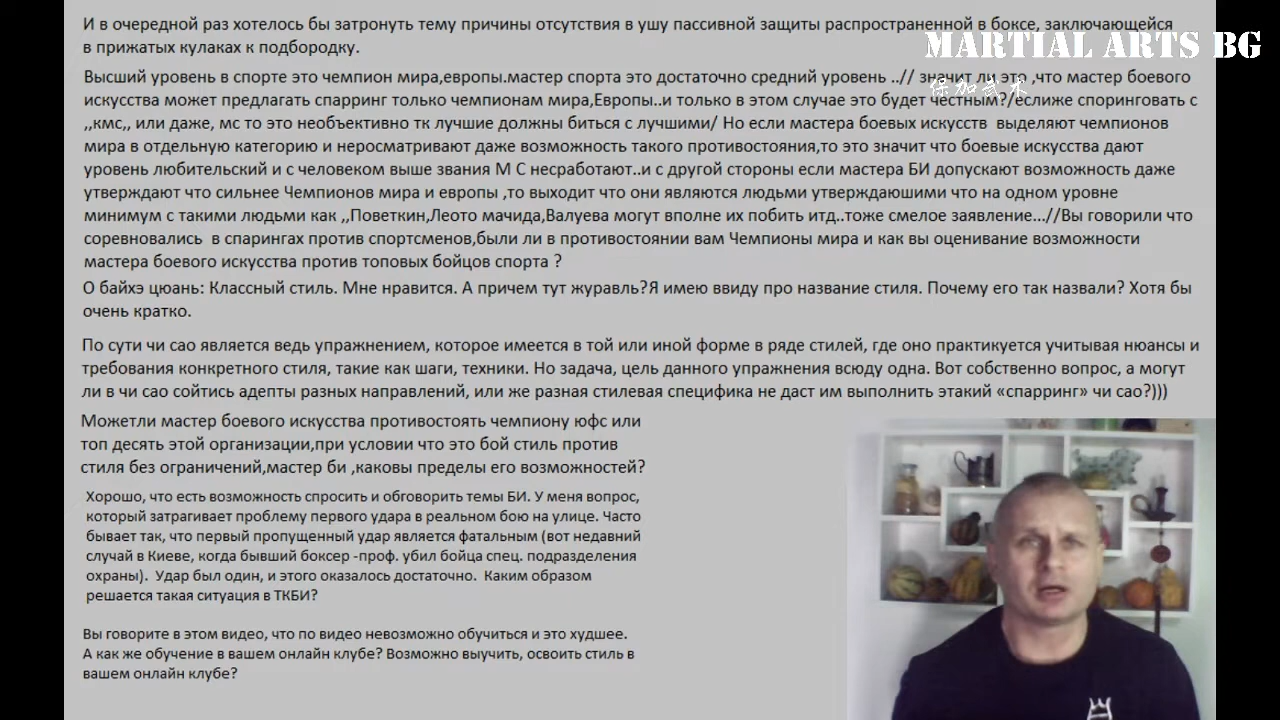 И в очередной раз хотелось бы затронуть тему причины отсутствия в ушу пассивной защиты распространенной в боксе, заключающейся
в прижатых кулаках к подбородку.
MARTIAL ARTS BG
保加武术
Высший уровень в спорте это чемпион мира,европы.мастер спорта это достаточно средний уровень ..// значит ли это ,что мастер боевого
искусства может предлагать спарринг только чемпионам мира,Европы..и только в этом случае это будет честным?/еслиже споринговать с
,,кмс,, или даже, мс то это необъективно тк лучшие должны биться с лучшими/ Но если мастера боевых искусств  выделяют чемпионов
мира в отдельную категорию и неросматривают даже возможность такого противостояния,то это значит что боевые искусства дают
уровень любительский и с человеком выше звания М С несработают..и с другой стороны если мастера БИ допускают возможность даже
утверждают что сильнее Чемпионов мира и европы ,то выходит что они являются людьми утверждаюшими что на одном уровне
минимум с такими людьми как ,,Поветкин,Леото мачида,Валуева могут вполне их побить итд..тоже смелое заявление...//Вы говорили что
соревновались  в спарингах против спортсменов,были ли в противостоянии вам Чемпионы мира и как вы оценивание возможности
мастера боевого искусства против топовых бойцов спорта ?
О байхэ цюань: Классный стиль. Мне нравится. А причем тут журавль?Я имею ввиду про название стиля. Почему его так назвали? Хотя бы
очень кратко.
По сути чи сао является ведь упражнением, которое имеется в той или иной форме в ряде стилей, где оно практикуется учитывая нюансы и
требования конкретного стиля, такие как шаги, техники. Но задача, цель данного упражнения всюду одна. Вот собственно вопрос, а могут
ли в чи сао сойтись адепты разных направлений, или же разная стилевая специфика не даст им выполнить этакий «спарринг» чи сао?)))
Можетли мастер боевого искусства противостоять чемпиону юфс или
топ десять этой организации,при условии что это бой стиль против
стиля без ограничений,мастер би ,каковы пределы его возможностей?
Хорошо, что есть возможность спросить и обговорить темы БИ. У меня вопрос,
который затрагивает проблему первого удара в реальном бою на улице. Часто
бывает так, что первый пропущенный удар является фатальным (вот недавний
случай в Киеве, когда бывший боксер -проф. убил бойца спец. подразделения
охраны).  Удар был один, и этого оказалось достаточно.  Каким образом
решается такая ситуация в ТКБИ?
Вы говорите в этом видео, что по видео невозможно обучиться и это худшее.
А как же обучение в вашем онлайн клубе? Возможно выучить, освоить стиль в
вашем онлайн клубе?